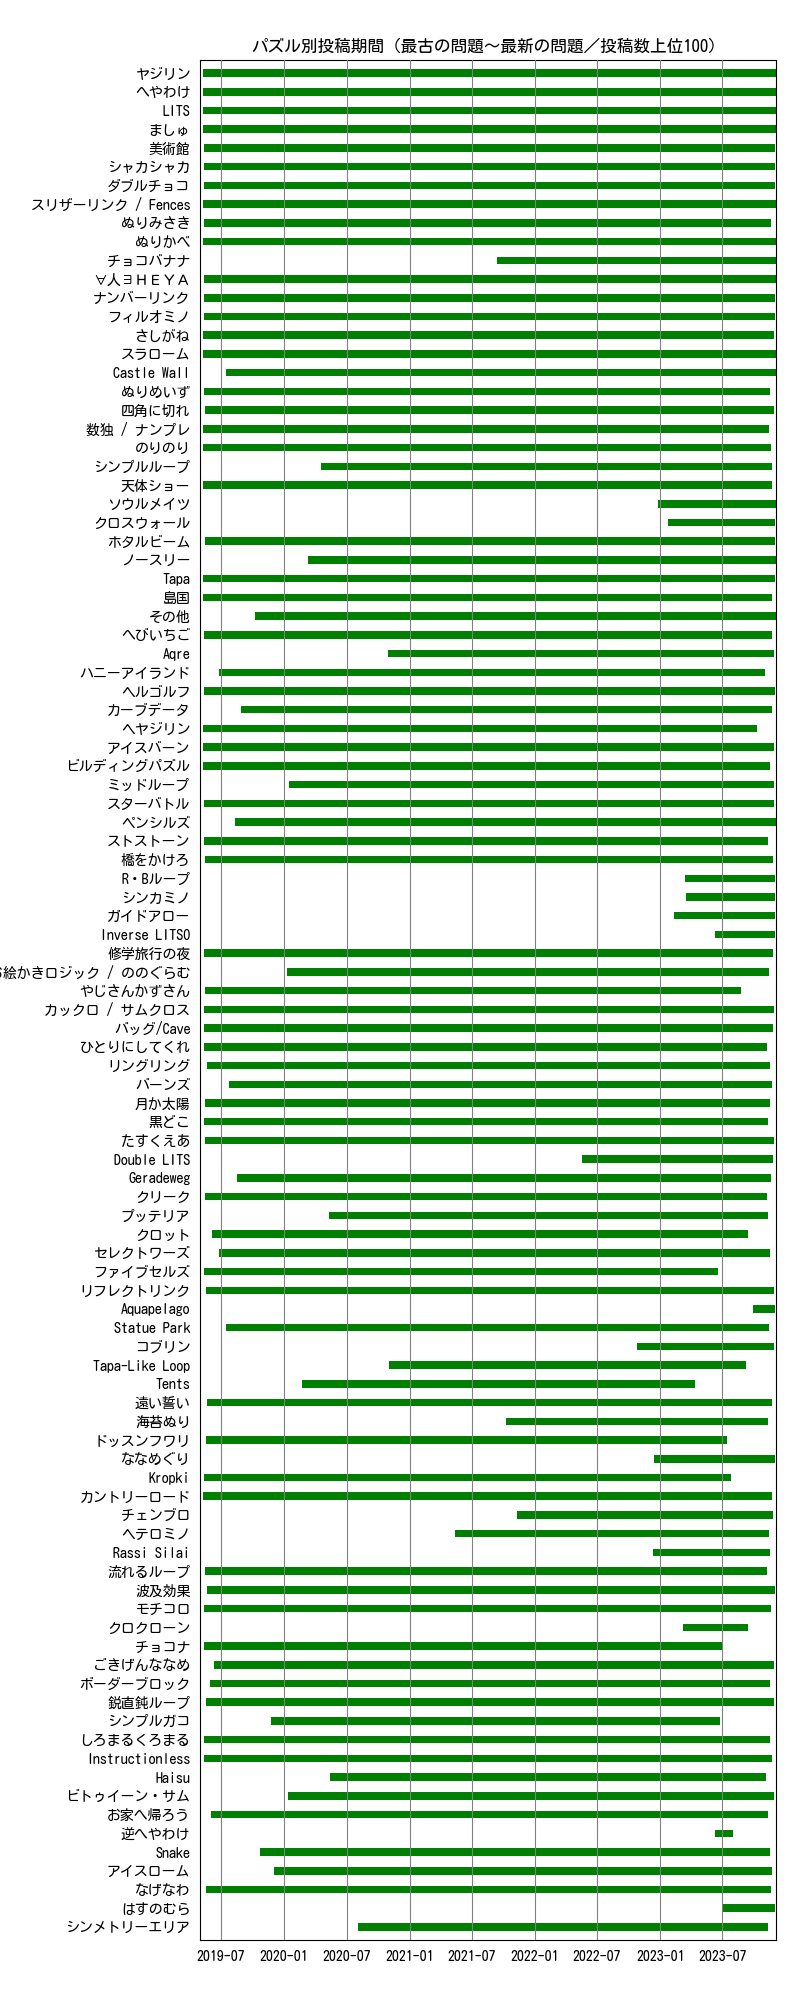 パズル別投稿期間（最古の問題～最新の問題／投稿数上位100）
ヤジリン
へやわけ
LITS
ましゅ
美術館
シャカシャカ
ダブルチョコ
スリザーリンク / Fences
ぬりみさき
ぬりかべ
チョコバナナ
∀人∃ＨＥＹＡ
ナンバーリンク
フィルオミノ
さしがね
スラローム
Castle Wall
ぬりめいず
四角に切れ
数独 / ナンプレ
のりのり
シンプルループ
天体ショー
ソウルメイツ
クロスウォール
ホタルビーム
ノースリー
Tapa
島国
その他
へびいちご
Aqre
ハニーアイランド
ヘルゴルフ
カーブデータ
ヘヤジリン
アイスバーン
ビルディングパズル
ミッドループ
スターバトル
ペンシルズ
ストストーン
橋をかけろ
R・Bループ
シンカミノ
ガイドアロー
Inverse LITSO
修学旅行の夜
絵かきロジック / ののぐらむ
やじさんかずさん
カックロ / サムクロス
バッグ/Cave
ひとりにしてくれ
リングリング
バーンズ
月か太陽
黒どこ
たすくえあ
Double LITS
Geradeweg
クリーク
プッテリア
クロット
セレクトワーズ
ファイブセルズ
リフレクトリンク
Aquapelago
Statue Park
コブリン
Tapa-Like Loop
Tents
遠い誓い
海苔ぬり
ドッスンフワリ
ななめぐり
Kropki
カントリーロード
チェンブロ
ヘテロミノ
Rassi Silai
流れるループ
波及効果
モチコロ
クロクローン
チョコナ
ごきげんななめ
ボーダーブロック
鋭直鈍ループ
シンプルガコ
しろまるくろまる
Instructionless
Haisu
ビトゥイーン・サム
お家へ帰ろう
逆へやわけ
Snake
アイスローム
なげなわ
はすのむら
シンメトリーエリア
2019-07 2020-01 2020-07 2021-01 2021-07 2022-01 2022-07 2023-01 2023-07